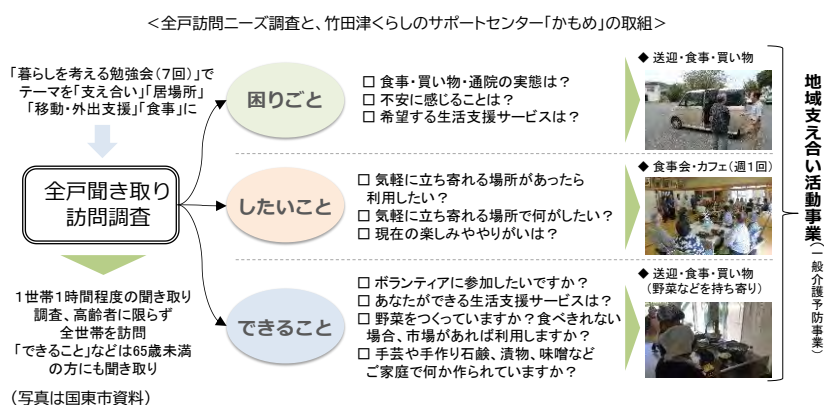 ＜全戸訪問ニーズ調査と、竹田津くらしのサポートセンター「かもめ」の取組＞
「暮らしを考える勉強会（7回）」で
テーマを「支え合い」「居場所」
「移動・外出支援」「食事」に
全戸聞き取り
訪問調査
1世帯1時間程度の聞き取り
調査、高齢者に限らず
全世帯を訪問
「できること」などは65歳未満
の方にも聞き取り
（写真は国東市資料）
困りごと
□ 食事・買い物・通院の実態は？
□ 不安に感じることは？
□ 希望する生活支援サービスは？
◆ 送迎・食事・買い物
したいこと
□ 気軽に立ち寄れる場所があったら
利用したい？
□ 気軽に立ち寄れる場所で何がしたい？
□ 現在の楽しみややりがいは？
◆ 食事会・カフェ（週1回）
できること
□ ボランティアに参加したいですか？
□ あなたができる生活支援サービスは？
□ 野菜をつくっていますか？食べきれない
場合、市場があれば利用しますか？
□ 手芸や手作り石鹸、漬物、味噌など
ご家庭で何か作られていますか？
◆ 送迎・食事・買い物
（野菜などを持ち寄り）
地域支え合い活動事業（一般介護予防事業）